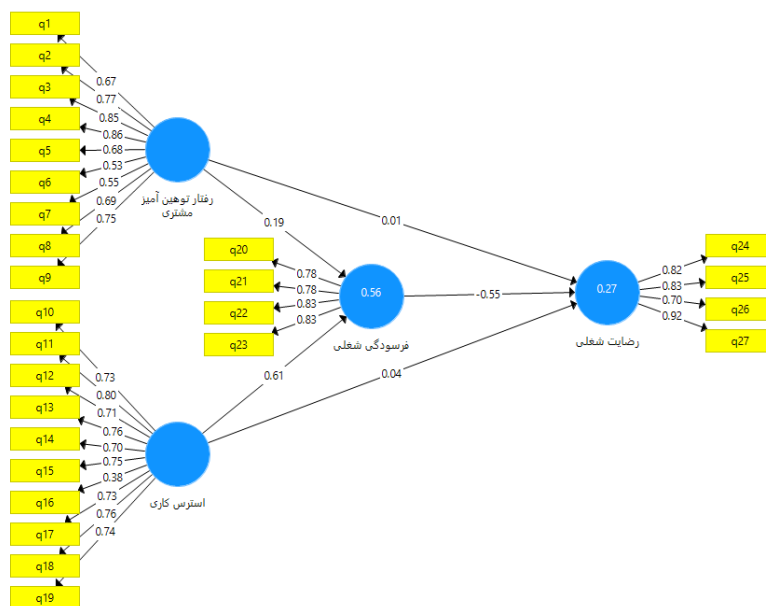 q1
q2
q3
q4
q5
q6
q7
q8
q9
0.67
0.77
0.85
0.86
0.68
0.53
0.55
0.69
0.75
رفتار توهین آمیز
مشتری
0.19
0.01
q20
q21
q22
q23
0.78
0.78
0.83
0.83
0.56
فرسودگی شغلی
-0.55
0.27
رضایت شغلی
0.82
0.83
0.70
0.92
q24
q25
q26
q27
q10
q11
q12
q13
q14
q15
q16
q17
q18
q19
0.73
0.80
0.71
0.76
0.70
0.75
0.38
0.73
0.76
0.74
استرس کاری
0.61
0.04